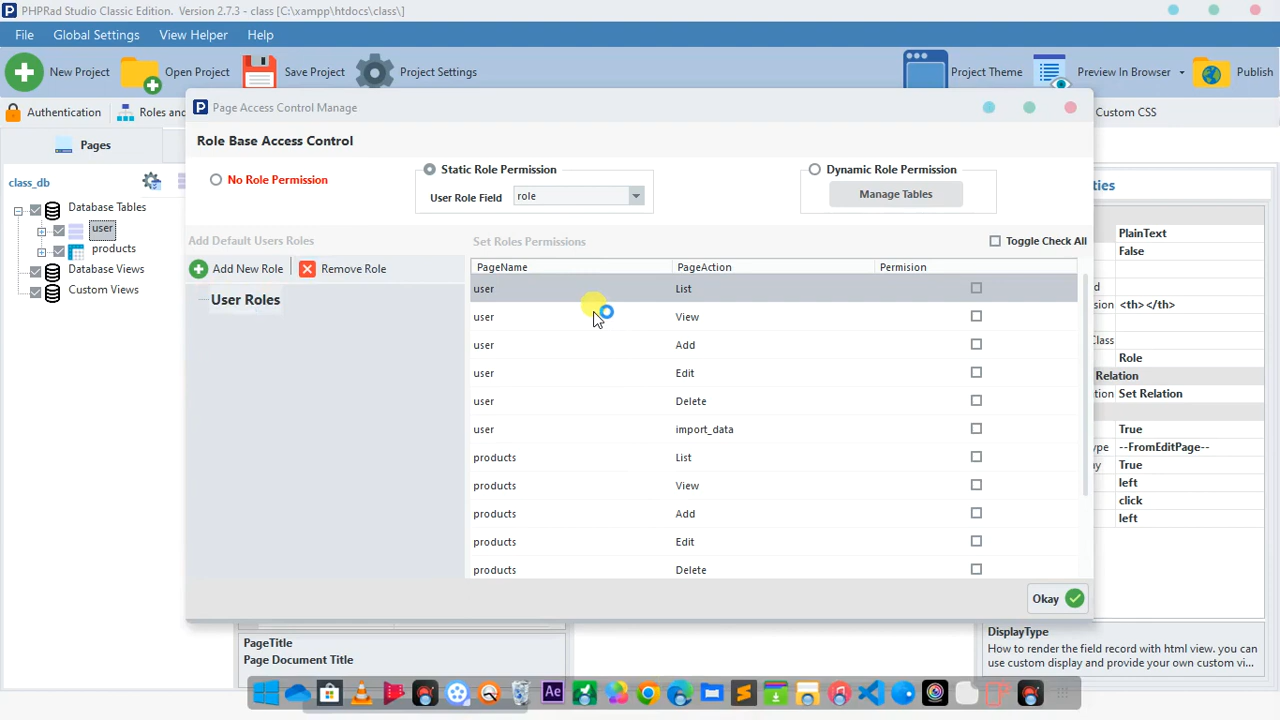 PHPRad Studio Classic Edition. Version 2.7.3 - class [C:\xampp\htdocs\class\]
File Global Settings View Helper Help
New Project Open Project Save Projec Project Settings Project Theme Preview In Browser Publish
Authentication Roles and Custom CSS
Page Access Control Manage
Role Base Access Control
Pages
No Role Permission
Static Role Permission
User Role Field role
Dynamic Role Permission
Manage Tables
class_db
Database Tables
user
products
Database Views
Custom Views
Add Default Users Roles
Add New Role Remove Role
User Roles
Set Roles Permissions
Toggle Check All
PageName PageAction Permision
user List
user View
user Add
user Edit
user Delete
user import_data
products List
products View
products Add
products Edit
products Delete
Okay
ties
PlainText
False
d
sion <th></th>
Class
Role
Relation
tion Set Relation
True
ype --FromEditPage--
ay True
left
click
left
PageTitle
Page Document Title
DisplayType
How to render the field record with html view. you can
use custom display and provide your own custom vi...